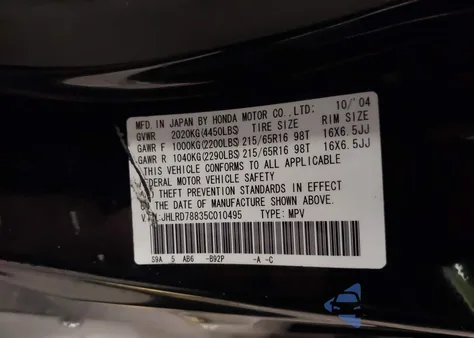 MFD. IN JAPAN BY HONDA MOTOR CO., LTD: 10/'04
GVWR 2020KG(4450LBS) TIRE SIZE RIM SIZE
GAWR F 1000KG(2200LBS) 215/65R16 98T 16X6.5JJ
GAWR R 1040KG(2290LBS) 215/65R16 98T 16X6.5JJ
THIS VEHICLE CONFORMS TO ALL APPLICABLE
FEDERAL MOTOR VEHICLE SAFETY
THEFT PREVENTION STANDARDS IN EFFECT
THE DATE OF MANUFACTURE SHOWN ABOVE.
JHLRD78835C010495 TYPE: MPV
S9A 5 AB6 -B92P -A -C